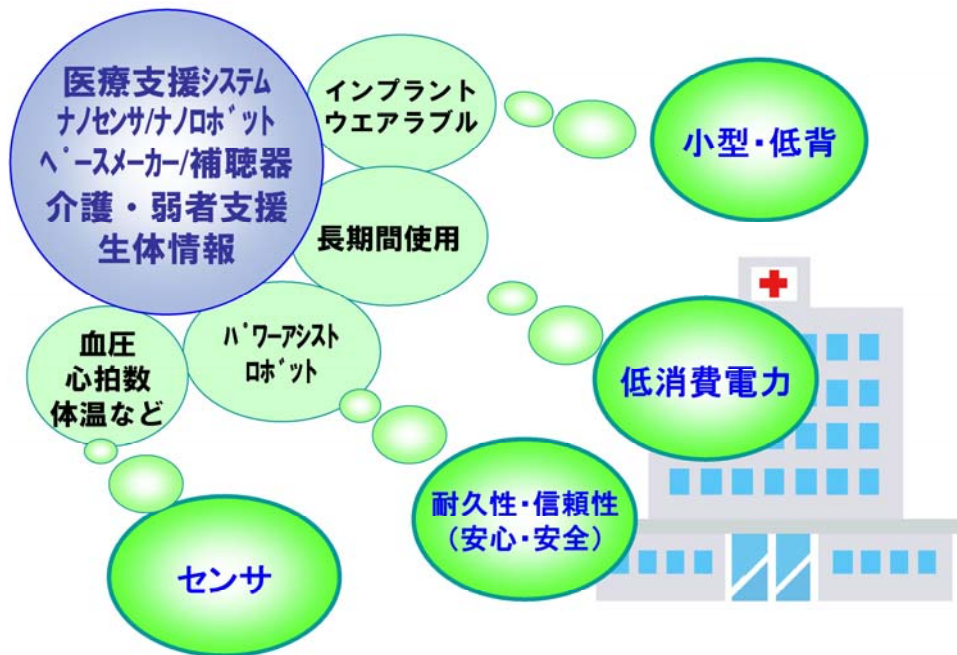 医療支援システム
ナノセンサ/ナノロボット
ペースメーカー/補聴器
介護・弱者支援
生体情報
インプラント
ウエアラブル
小型・低背
長期間使用
低消費電力
パワーアシスト
ロボット
耐久性・信頼性
(安心・安全)
血圧
心拍数
体温など
センサ